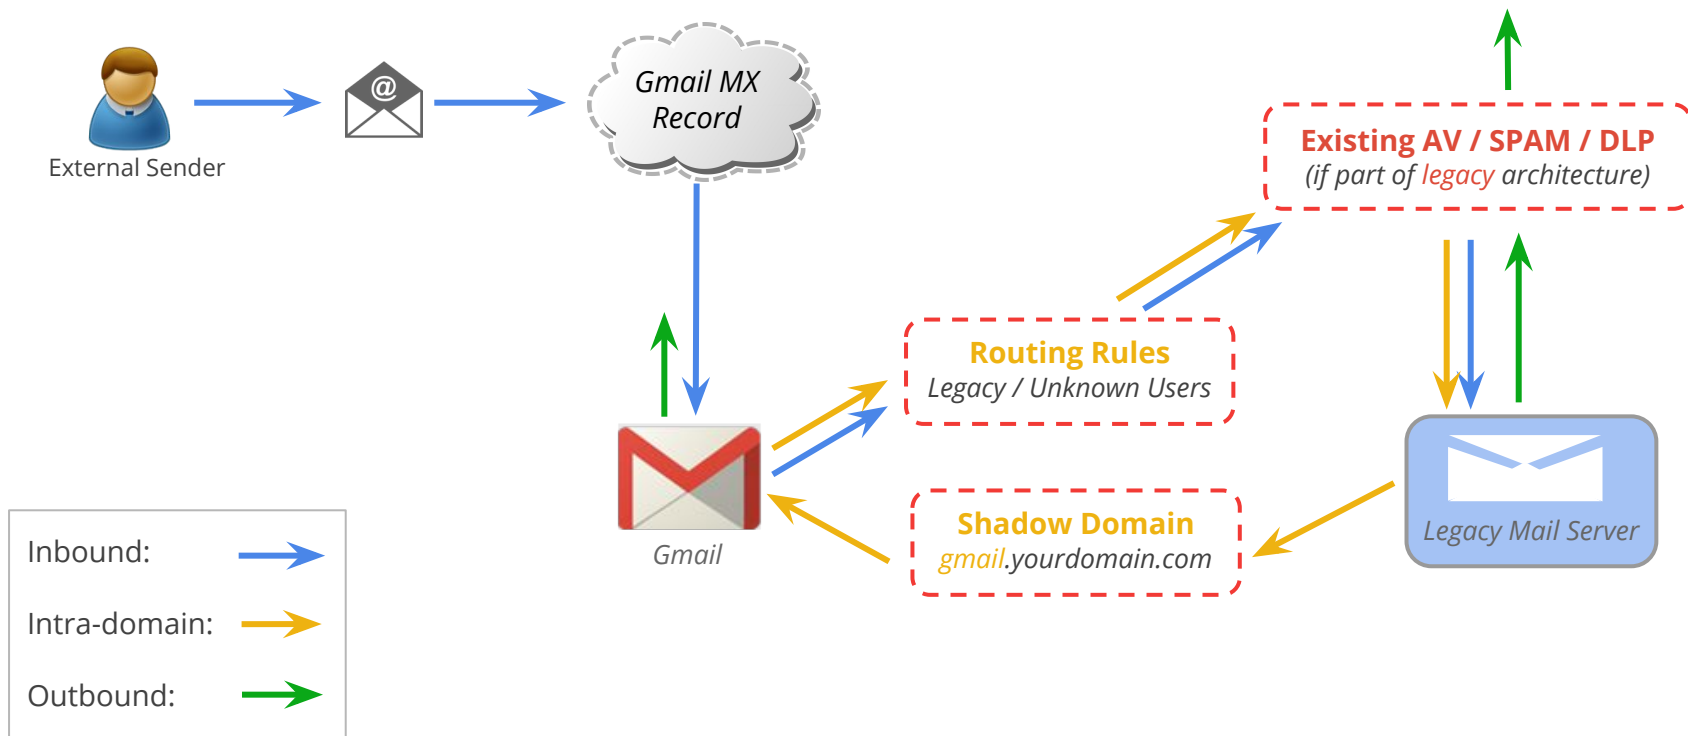 External Sender
@
Gmail MX
Record
Existing AV / SPAM / DLP
(if part of legacy architecture)
Routing Rules
Legacy / Unknown Users
Shadow Domain
gmail.yourdomain.com
Gmail
Legacy Mail Server
Inbound:
Intra-domain:
Outbound: